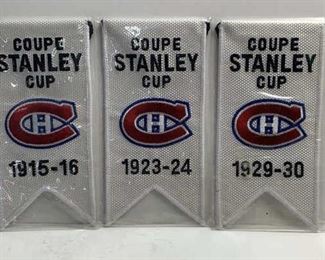 COUPE
STANLEY
CUP
1915-16
COUPE
STANLEY
CUP
1923-24
COUPE
STANLEY
CUP
1929-30